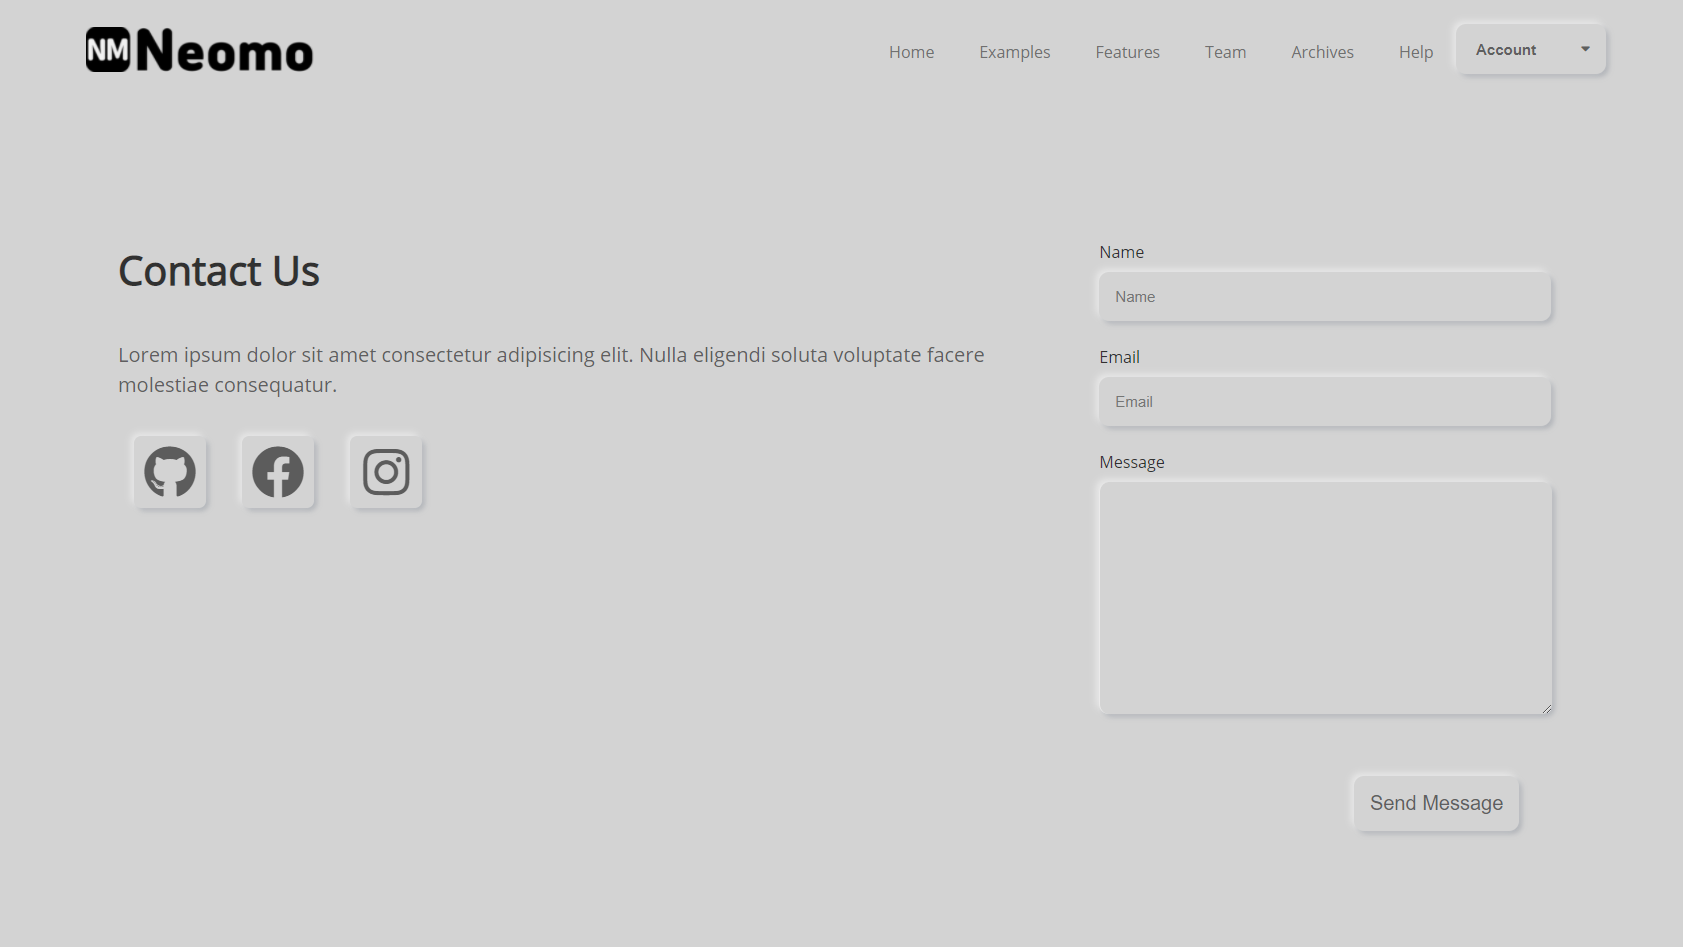 NM Neomo
Home Examples Features Team Archives Help Account
Contact Us
Lorem ipsum dolor sit amet consectetur adipisicing elit. Nulla eligendi soluta voluptate facere
molestiae consequatur.
Name
Name
Email
Email
Message
Send Message